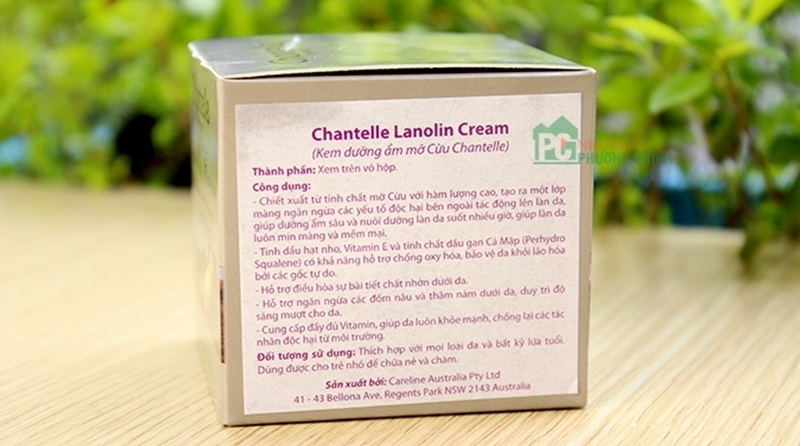 Chantelle Lanolin Cream
(Kem dưỡng ẩm mỡ Cừu Chantelle)
Thành phần: Xem trên vỏ hộp.
Công dụng:
- Chiết xuất từ tinh chất mỡ Cừu với hàm lượng cao, tạo ra một lớp
màng ngăn ngừa các yếu tố độc hại bên ngoài tác động lên làn da,
giúp dưỡng ẩm sâu và nuôi dưỡng làn da suốt nhiều giờ, giúp làn da
luôn mịn màng và mềm mại.
- Tinh dầu hạt nho, Vitamin E và tinh chất dầu gan Cá Mập (Perhydro
Squalene) có khả năng hỗ trợ chống oxy hóa, bảo vệ da khỏi lão hóa
bởi các gốc tự do.
- Hỗ trợ điều hòa sự bài tiết chất nhờn dưới da.
- Hỗ trợ ngăn ngừa các đốm nâu và thâm nám dưới da, duy trì độ
sáng mượt cho da.
- Cung cấp đầy đủ Vitamin, giúp da luôn khỏe mạnh, chống lại các tác
nhân độc hại từ môi trường.
Đối tượng sử dụng: Thích hợp với mọi loại da và bất kỳ lứa tuổi.
Dùng được cho trẻ nhỏ để chữa nẻ và chàm.
Sản xuất bởi: Careline Australia Pty Ltd
41 - 43 Bellona Ave, Regents Park NSW 2143 Australia
PC